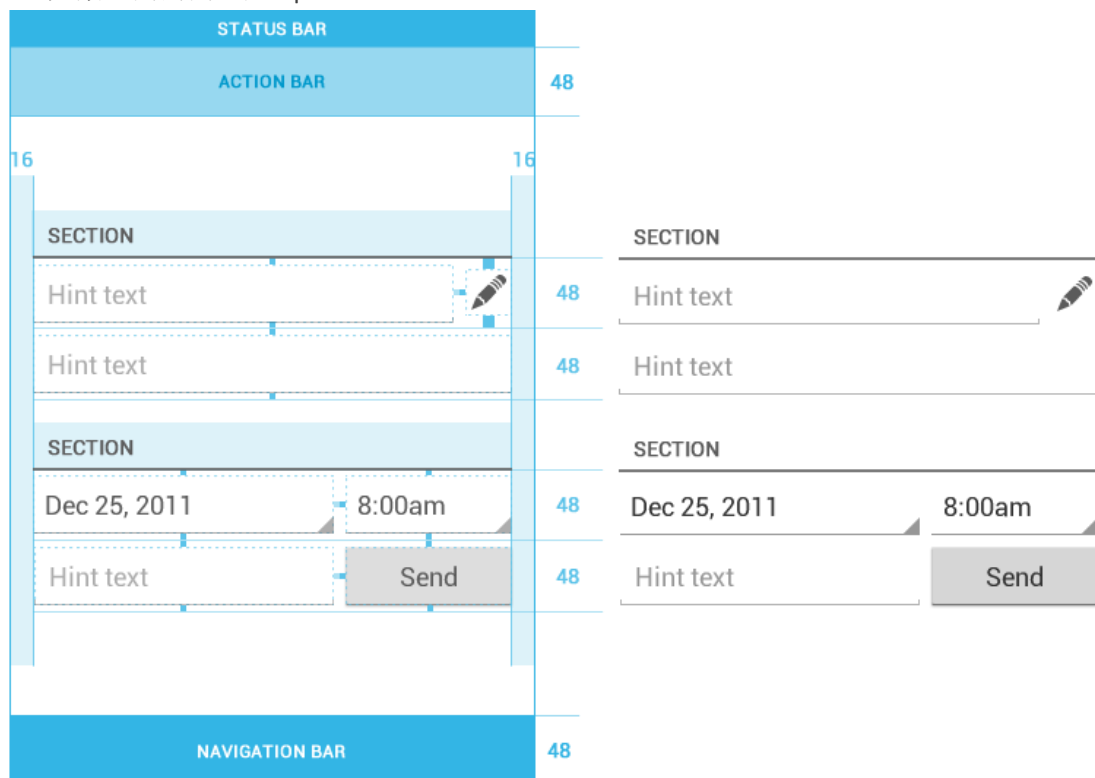 STATUS BAR
ACTION BAR
48
16
16
SECTION
Hint text
48
Hint text
48
SECTION
Dec 25, 2011
8:00am
48
Hint text
Send
48
NAVIGATION BAR
48
SECTION
Hint text
Hint text
SECTION
Dec 25, 2011
8:00am
Hint text
Send